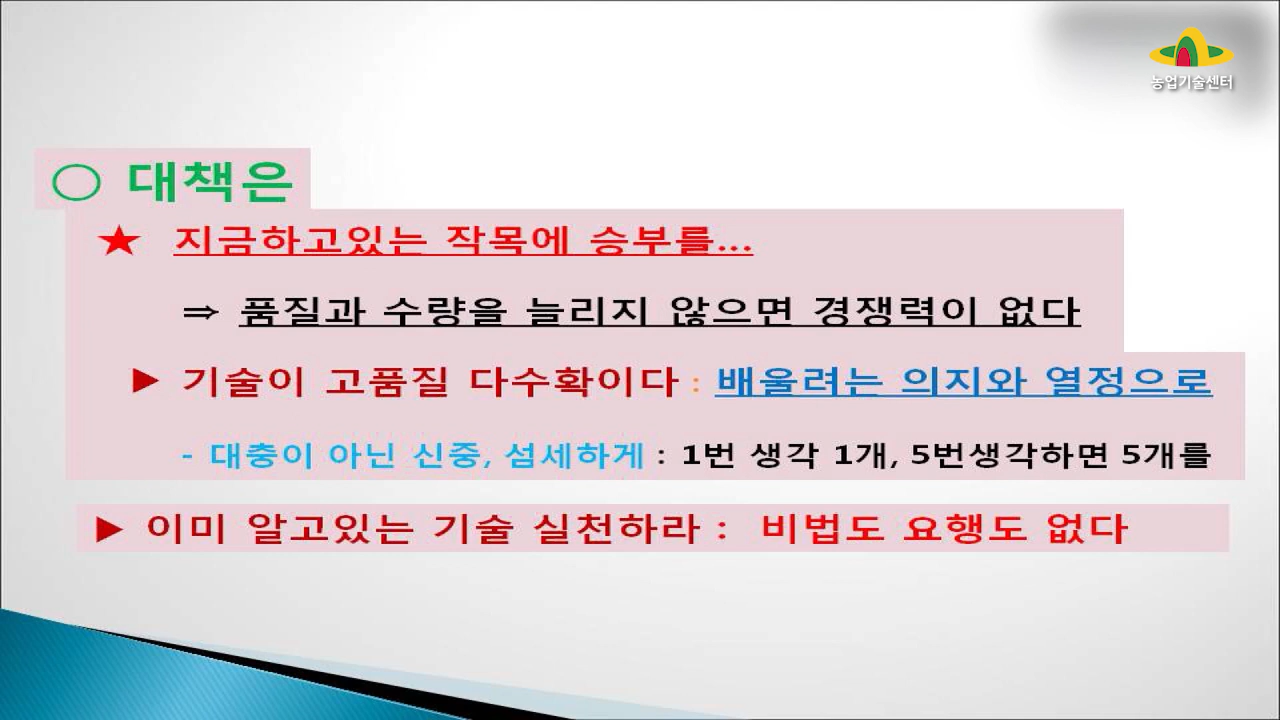 농업기술센터
○ 대책은
★ 지금하고있는 작목에 승부를...
⇒ 품질과 수량을 늘리지 않으면 경쟁력이 없다
▶ 기술이 고품질 다수확이다 : 배울려는 의지와 열정으로
- 대충이 아닌 신중, 섬세하게 : 1번 생각 1개, 5번생각하면 5개를
▶ 이미 알고있는 기술 실천하라 : 비법도 요행도 없다